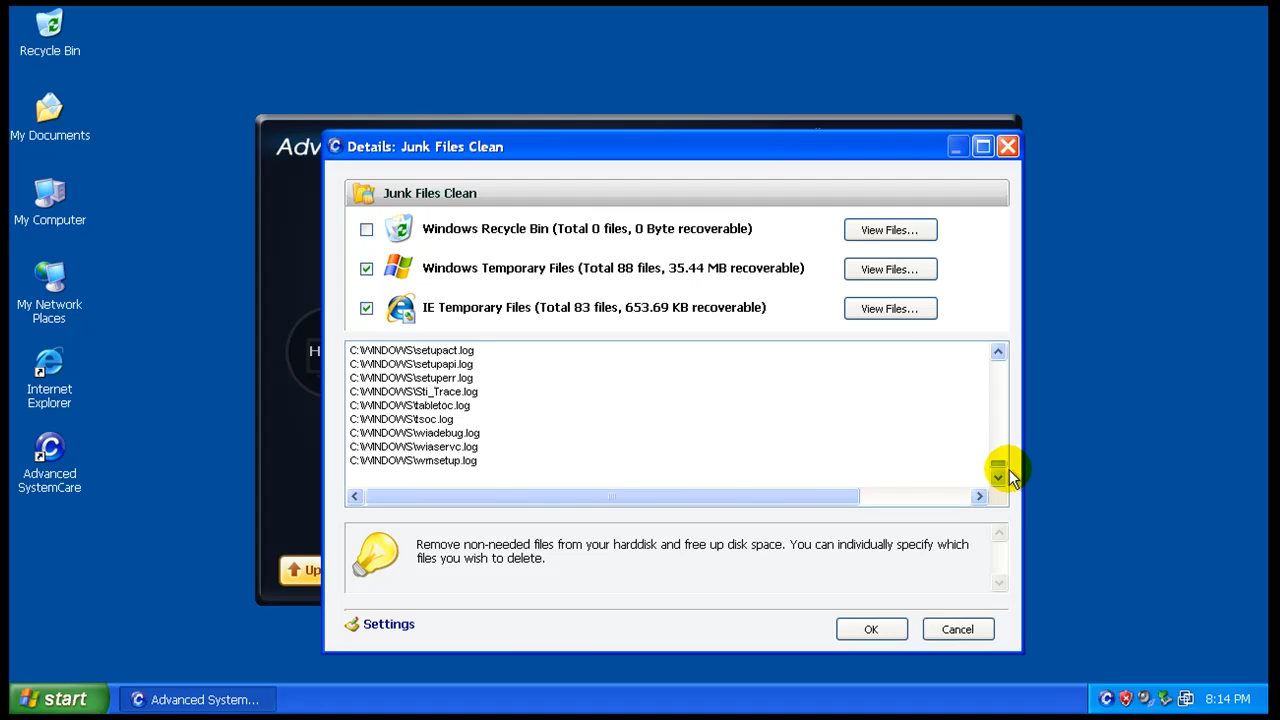 Recycle Bin
My Documents
My Computer
My Network
Places
Internet
Explorer
Advanced
SystemCare
Adv
H
Up
Details: Junk Files Clean
Junk Files Clean
Windows Recycle Bin (Total 0 files, 0 Byte recoverable)
View Files...
Windows Temporary Files (Total 88 files, 35.44 MB recoverable)
View Files...
IE Temporary Files (Total 83 files, 653.69 KB recoverable)
View Files...
C:\WINDOWS\setupact.log
C:\WINDOWS\setupapi.log
C:\WINDOWS\setuperr.log
C:\WINDOWS\Sti_Trace.log
C:\WINDOWS\tabletoc.log
C:\WINDOWS\tsoc.log
C:\WINDOWS\wiadebug.log
C:\WINDOWS\wiaservc.log
C:\WINDOWS\wmsetup.log
Remove non-needed files from your harddisk and free up disk space. You can individually specify which
files you wish to delete.
Settings
OK
Cancel
start
Advanced System...
8:14 PM